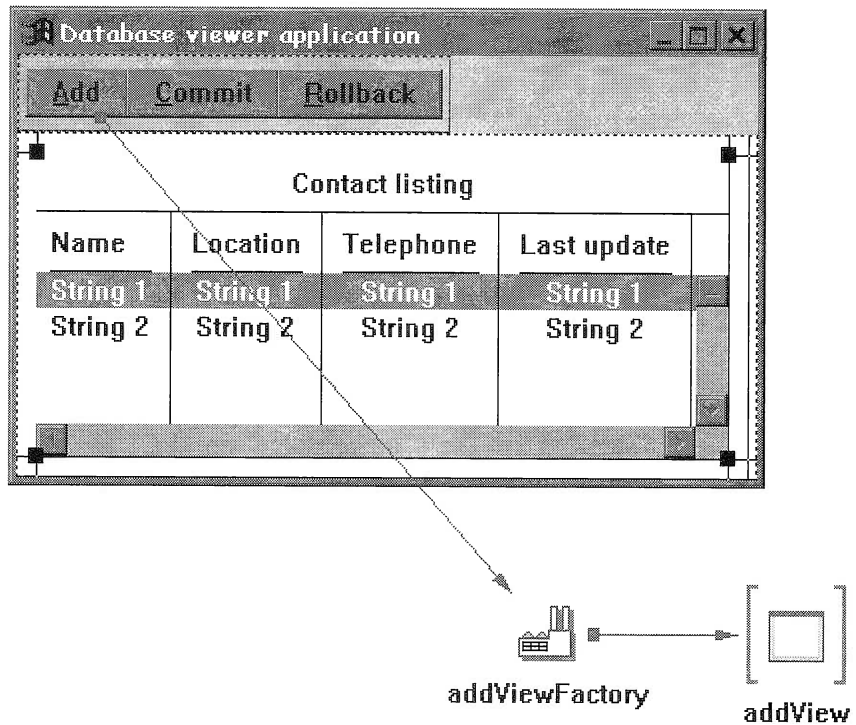 Database viewer application
Add Commit Rollback
Contact listing
Name Location Telephone Last update
String 1 String 1 String 1 String 1
String 2 String 2 String 2 String 2
addViewFactory
addView